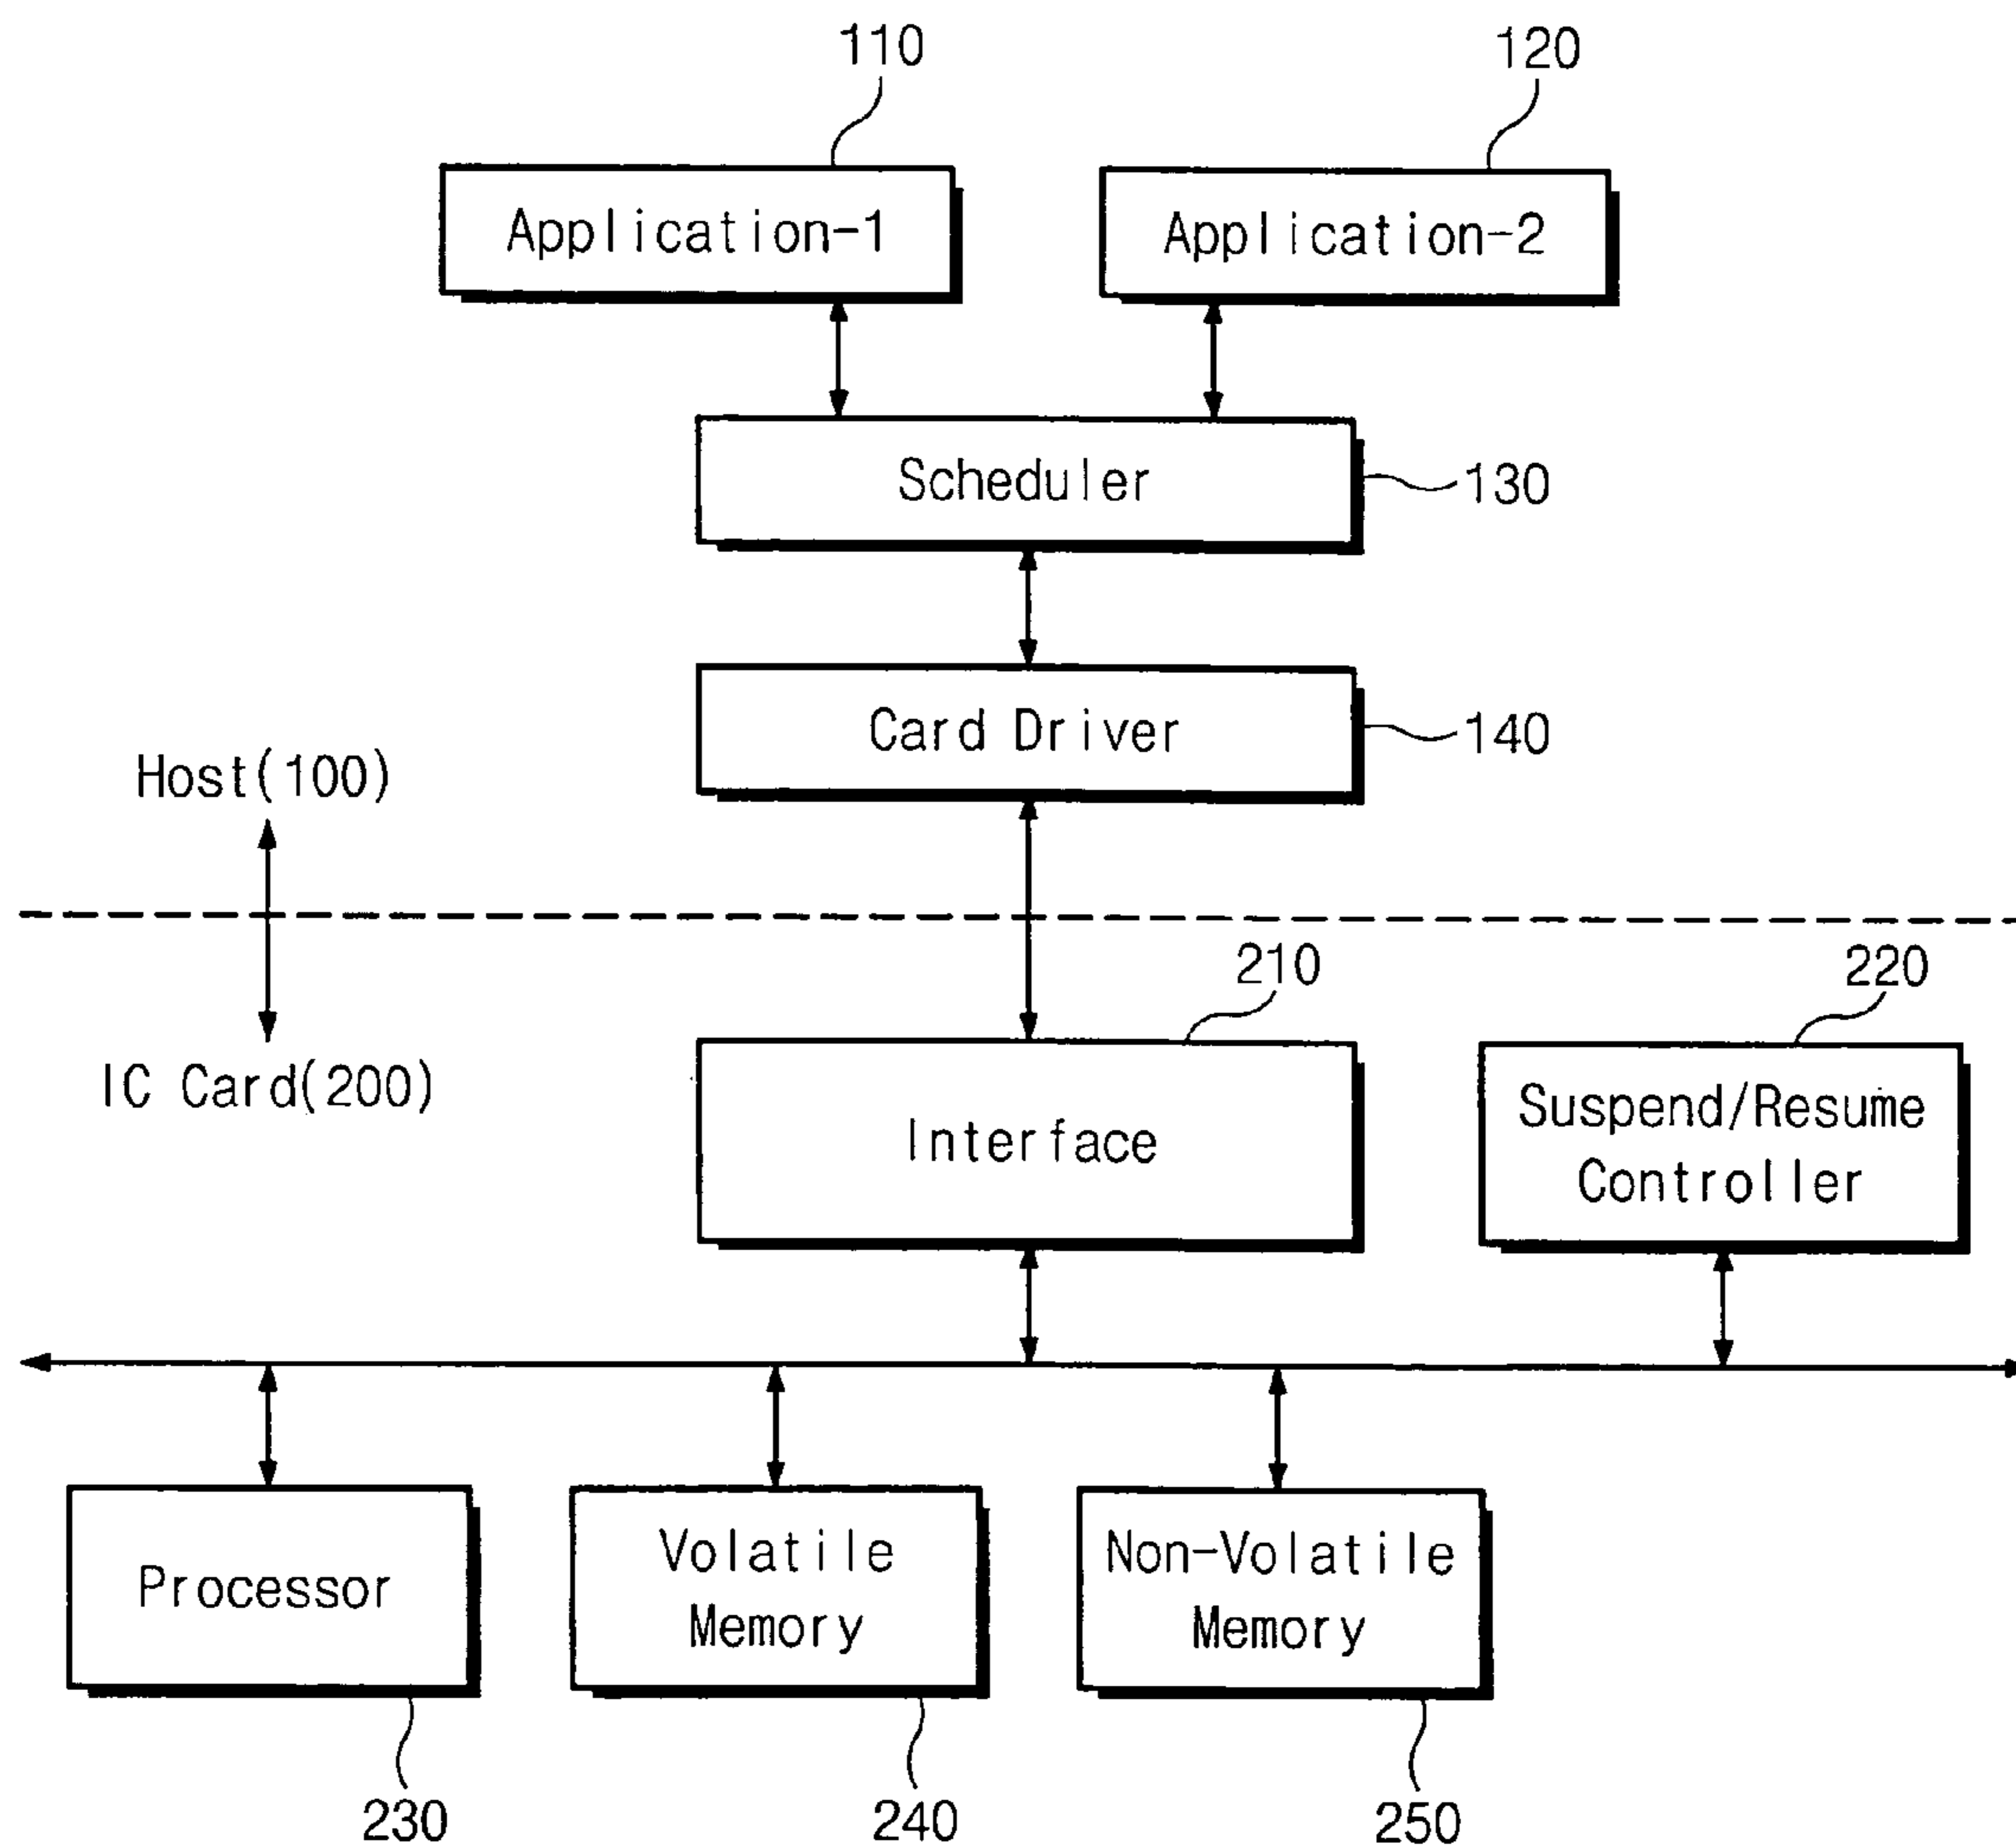 110
120
Application-1
Application-2
Scheduler
130
Card Driver
140
Host(100)
IC Card(200)
210
220
Interface
Suspend/Resume
Controller
Processor
Volatile
Memory
Non-Volatile
Memory
230
240
250